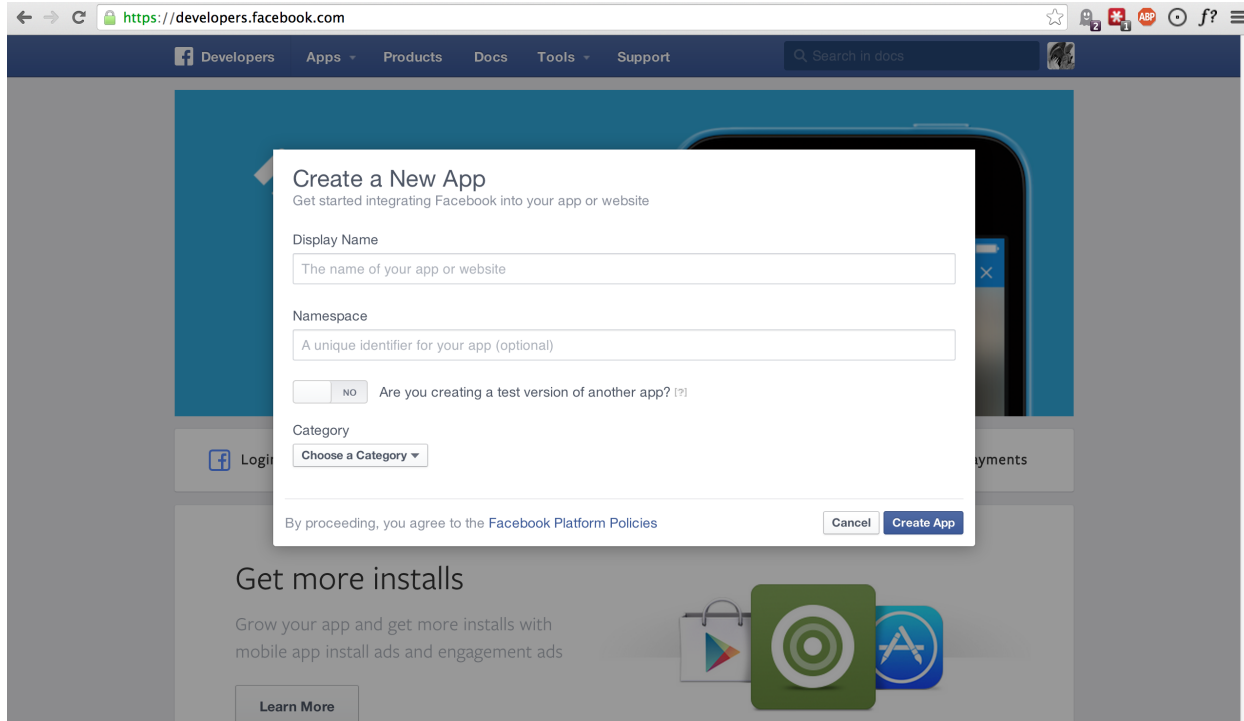 https://developers.facebook.com
2
1
ABP
f?
f Developers Apps Products Docs Tools Support Search in docs
Create a New App
Get started integrating Facebook into your app or website
Display Name
The name of your app or website
Namespace
A unique identifier for your app (optional)
NO Are you creating a test version of another app? [?]
Category
Choose a Category
Login
yments
By proceeding, you agree to the Facebook Platform Policies Cancel Create App
Get more installs
Grow your app and get more installs with
mobile app install ads and engagement ads
Learn More